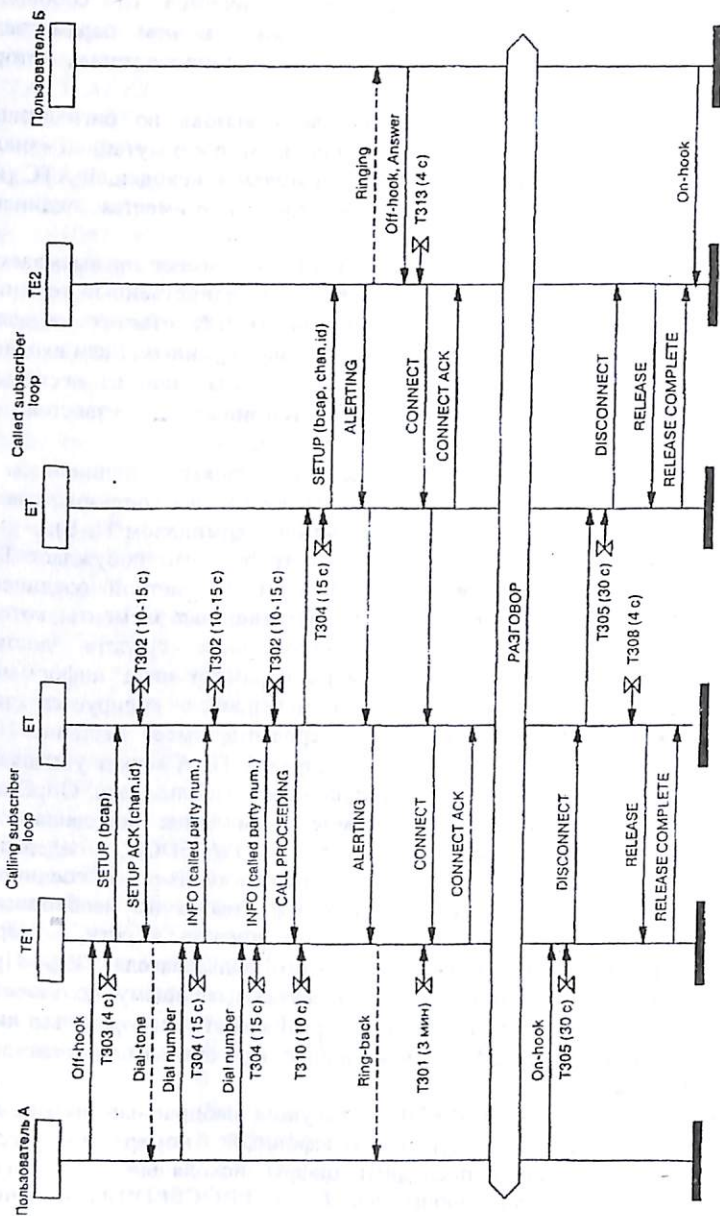 Пользователь А
TE1
Calling subscriber
loop
ET
ET
Called subscriber
loop
TE2
Пользователь Б
Off-hook
T303 (4 с)
SETUP (bcap)
SETUP ACK (chan.id)
T302 (10-15 с)
Dial-tone
Dial number
T304 (15 с)
INFO (called party num.)
T302 (10-15 с)
Dial number
T304 (15 с)
INFO (called party num.)
T302 (10-15 с)
CALL PROCEEDING
T310 (10 с)
T304 (15 с)
SETUP (bcap, chan.id)
ALERTING
Ringing
ALERTING
Ring-back
Off-hook, Answer
T313 (4 с)
CONNECT
CONNECT ACK
CONNECT
T301 (3 мин)
CONNECT ACK
РАЗГОВОР
On-hook
T305 (30 с)
DISCONNECT
T305 (30 с)
DISCONNECT
T308 (4 с)
RELEASE
RELEASE COMPLETE
RELEASE
RELEASE COMPLETE
On-hook